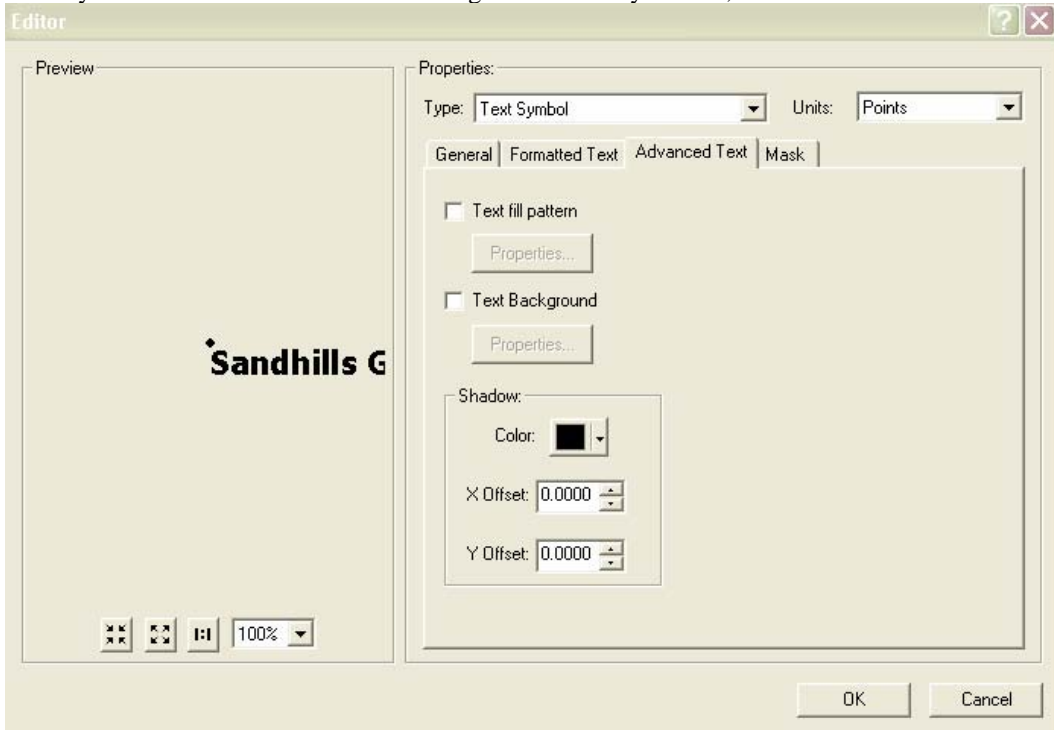 Editor
Preview
Sandhills G
100%
Properties:
Type: Text Symbol Units: Points
General Formatted Text Advanced Text Mask
Text fill pattern
Properties...
Text Background
Properties...
Shadow:
Color:
X Offset: 0.0000
Y Offset: 0.0000
OK Cancel